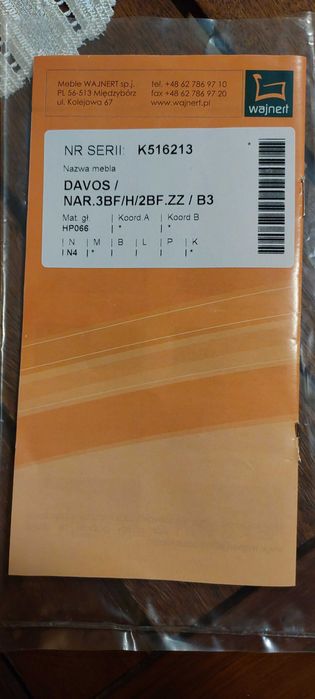 Meble WAJNERT sp.j.
PL 56-513 Międzybórz
ul. Kolejowa 67
tel. +48 62 786 97 10
fax +48 62 786 97 20
www.wajnert.pl
wajnert
NR SERII: K516213 *
Nazwa mebla
DAVOS /
NAR.3BF/H/2BF.ZZ / B3
Mat. gł. | Koord.A | Koord B
HP066 | * | *
| N | M | B | L | P | K
| N4 | * | | | | *